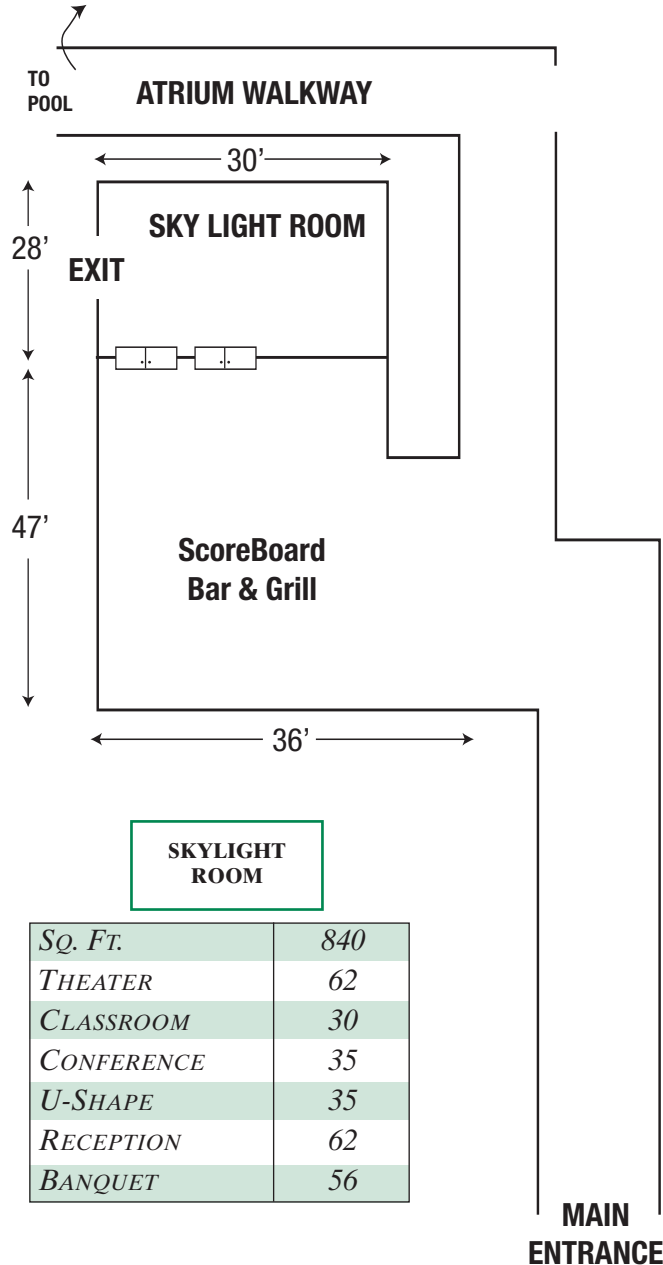 TO
POOL
ATRIUM WALKWAY
30’
SKY LIGHT ROOM
28’
EXIT
47’
ScoreBoard
Bar & Grill
36’
SKYLIGHT
ROOM
SQ. FT. 840
THEATER 62
CLASSROOM 30
CONFERENCE 35
U-SHAPE 35
RECEPTION 62
BANQUET 56
MAIN
ENTRANCE